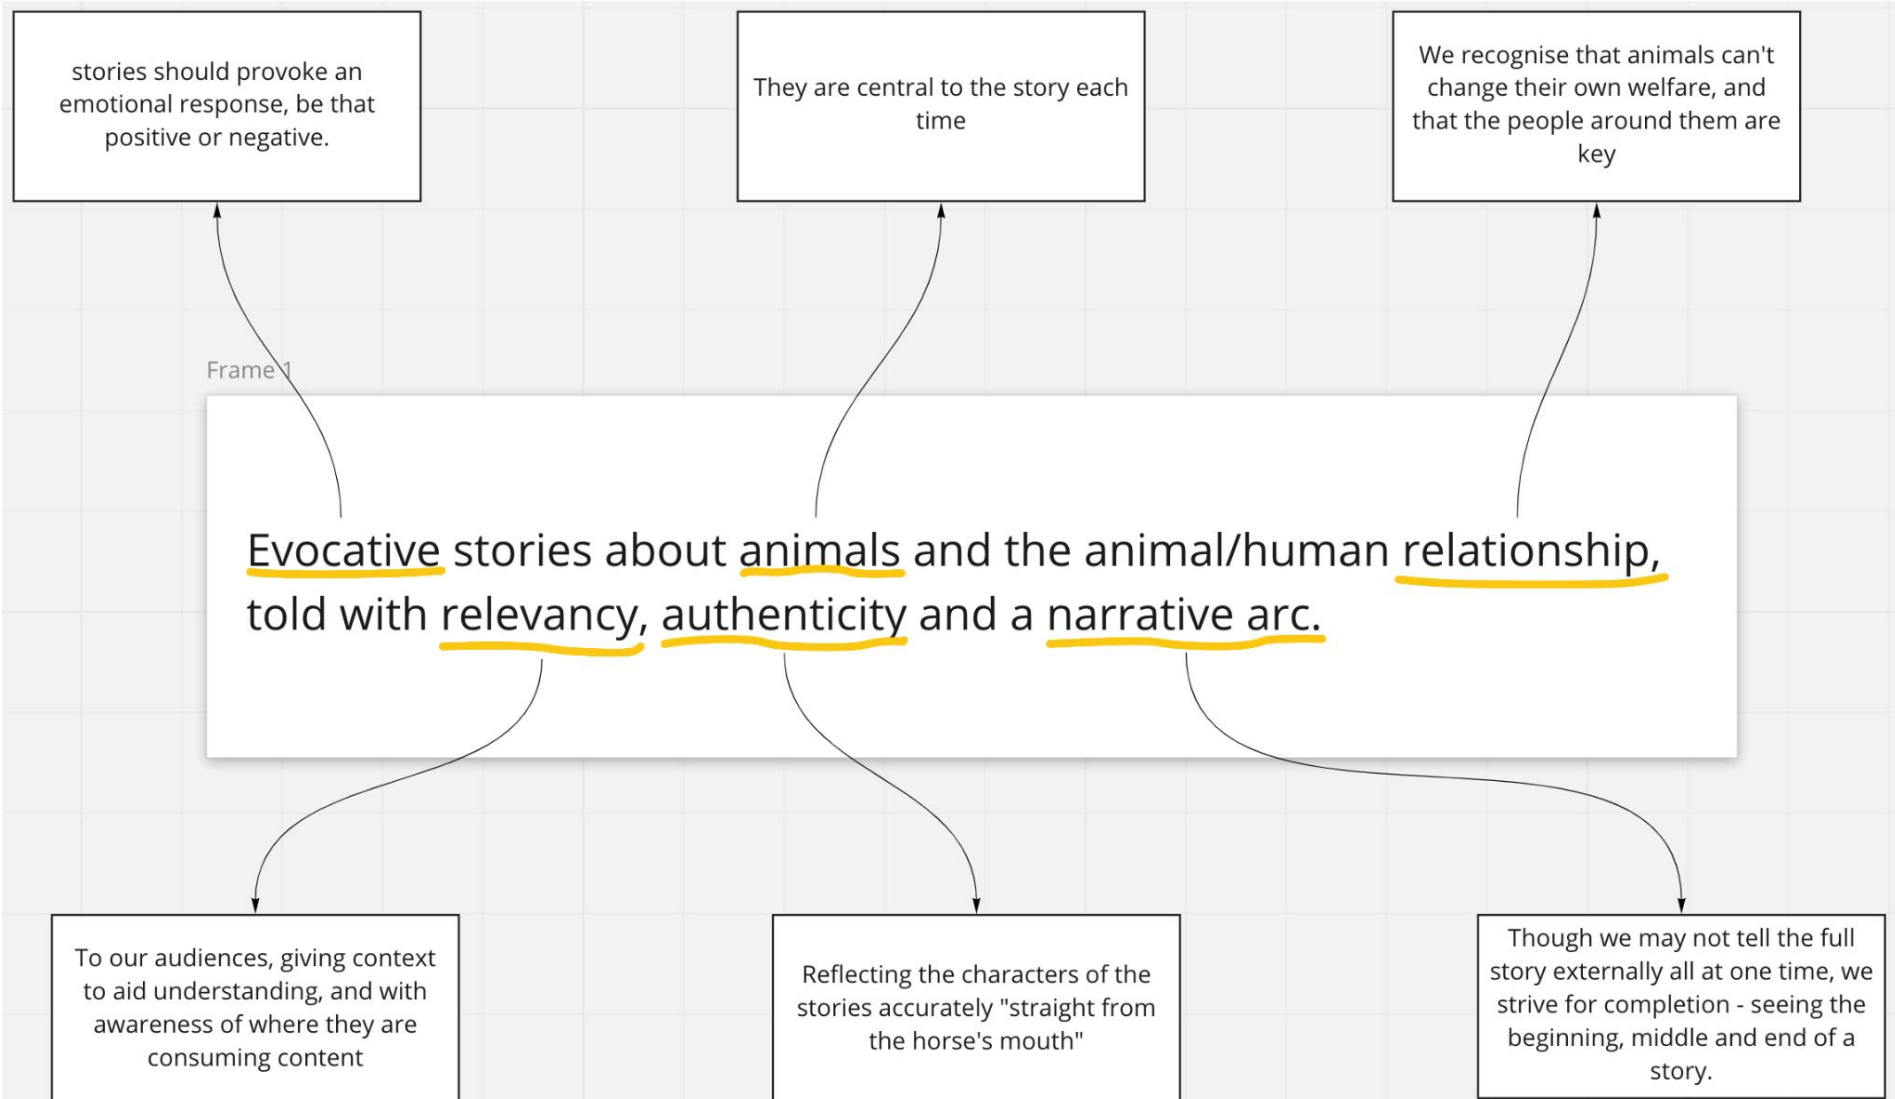 stories should provoke an
emotional response, be that
positive or negative.
They are central to the story each
time
We recognise that animals can't
change their own welfare, and
that the people around them are
key
Frame 1
Evocative stories about animals and the animal/human relationship,
told with relevancy, authenticity and a narrative arc.
To our audiences, giving context
to aid understanding, and with
awareness of where they are
consuming content
Reflecting the characters of the
stories accurately "straight from
the horse's mouth"
Though we may not tell the full
story externally all at one time, we
strive for completion - seeing the
beginning, middle and end of a
story.